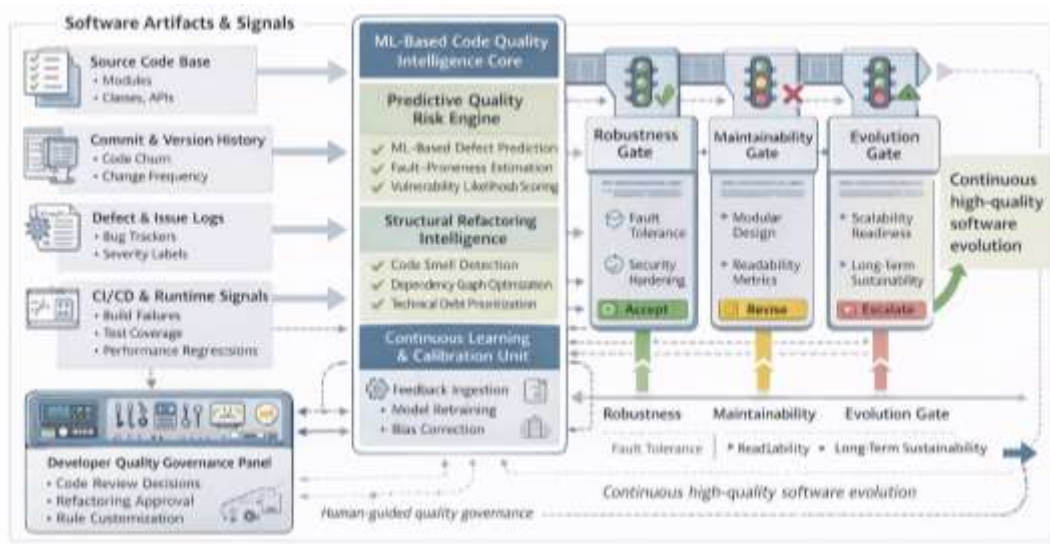 Software Artifacts & Signals
Source Code Base
• Modules
• Classes, APIs
Commit & Version History
• Code Churn
• Change Frequency
Defect & Issue Logs
• Bug Trackers
• Severity Labels
CI/CD & Runtime Signals
• Build Failures
• Test Coverage
• Performance Regressions
Developer Quality Governance Panel
• Code Review Decisions
• Refactoring Approval
• Rule Customization
ML-Based Code Quality
Intelligence Core
Predictive Quality
Risk Engine
✓ ML-Based Defect Prediction
✓ Fault-Proneness Estimation
✓ Vulnerability Likelihood Scoring
Structural Refactoring
Intelligence
✓ Code Smell Detection
✓ Dependency Graph Optimization
✓ Technical Debt Prioritization
Continuous Learning
& Calibration Unit
Feedback Ingestion
• Model Retraining
• Bias Correction
Robustness
Gate
Fault
Tolerance
Security
Hardening
Accept
Maintainability
Gate
• Modular
Design
• Readability
Metrics
Revise
Evolution
Gate
• Scalability
Readiness
• Long-Term
Sustainability
Escalate
Continuous
high-quality
software
evolution
Robustness
Maintainability
Evolution Gate
Fault Tolerance | • Readability • Long-Term Sustainability
Continuous high-quality software evolution
Human-guided quality governance